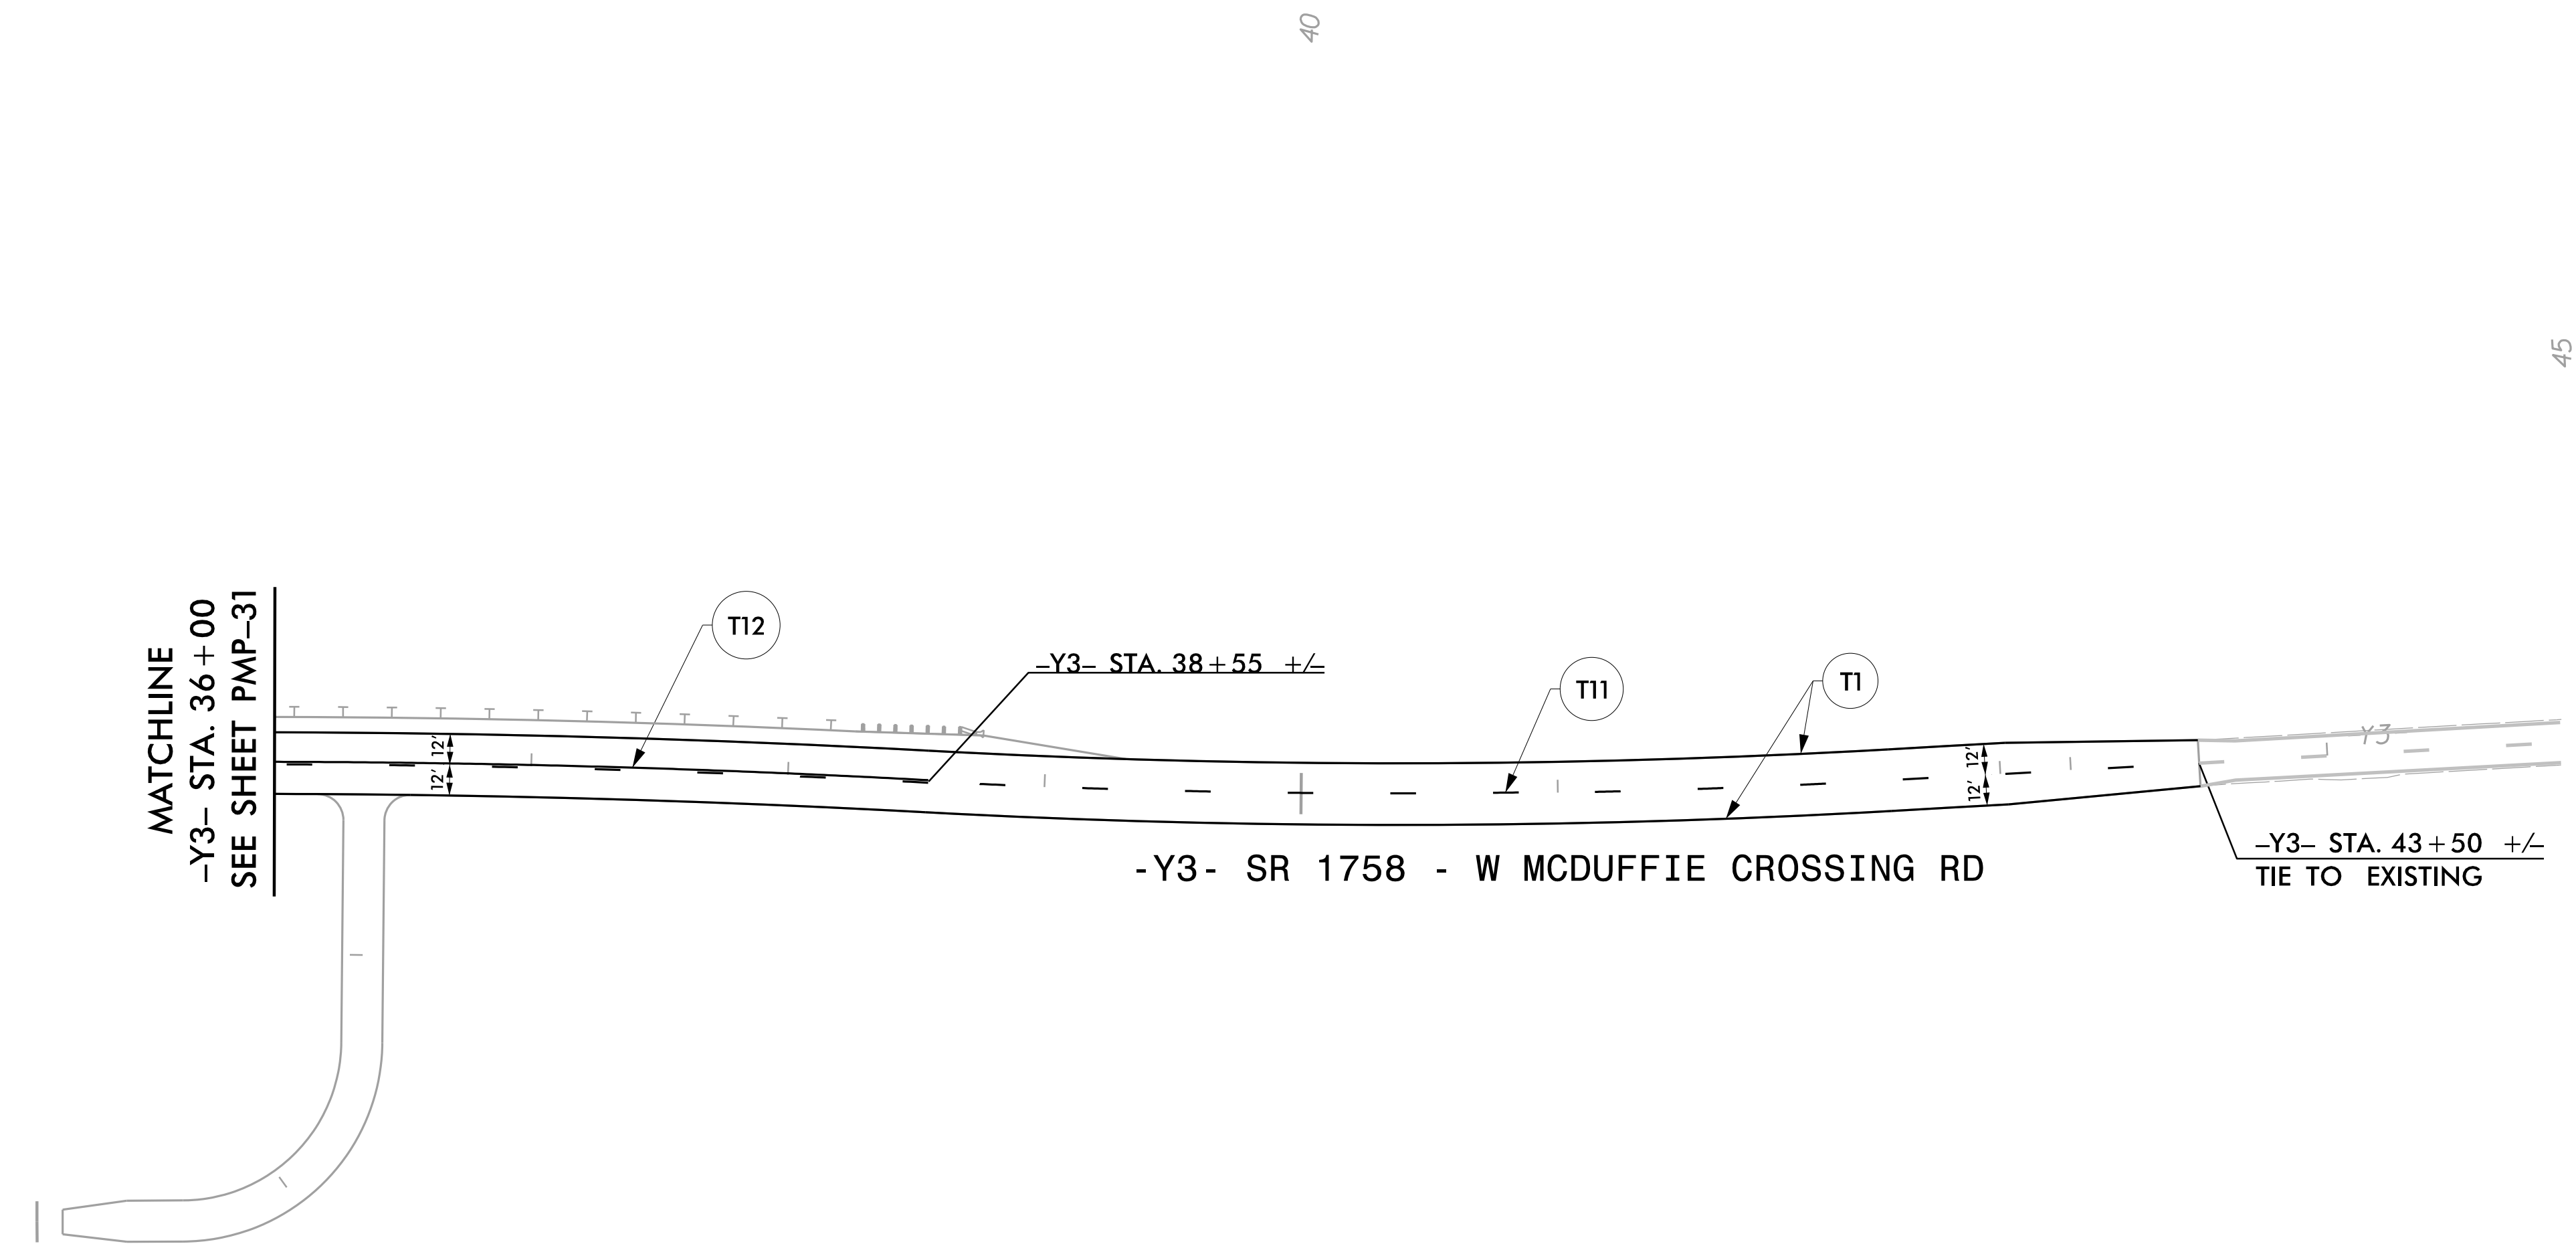 40
45
MATCHLINE
–Y3– STA. 36+00
SEE SHEET PMP–31
T12
–Y3– STA. 38+55 +/–
T11
T1
12'
12'
12'
12'
Y3
-Y3- SR 1758 - W MCDUFFIE CROSSING RD
–Y3– STA. 43+50 +/–
TIE TO EXISTING